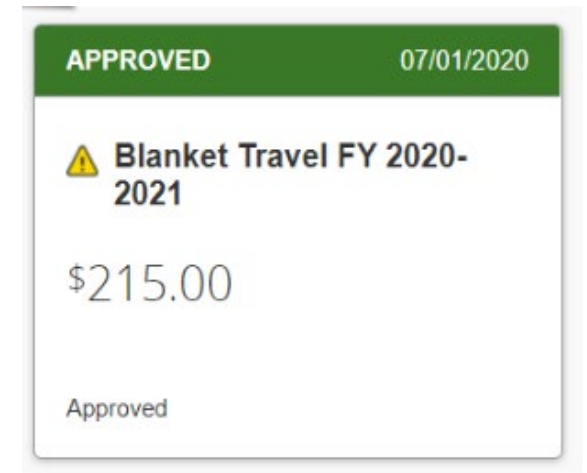 APPROVED 07/01/2020
Blanket Travel FY 2020-
2021
$215.00
Approved